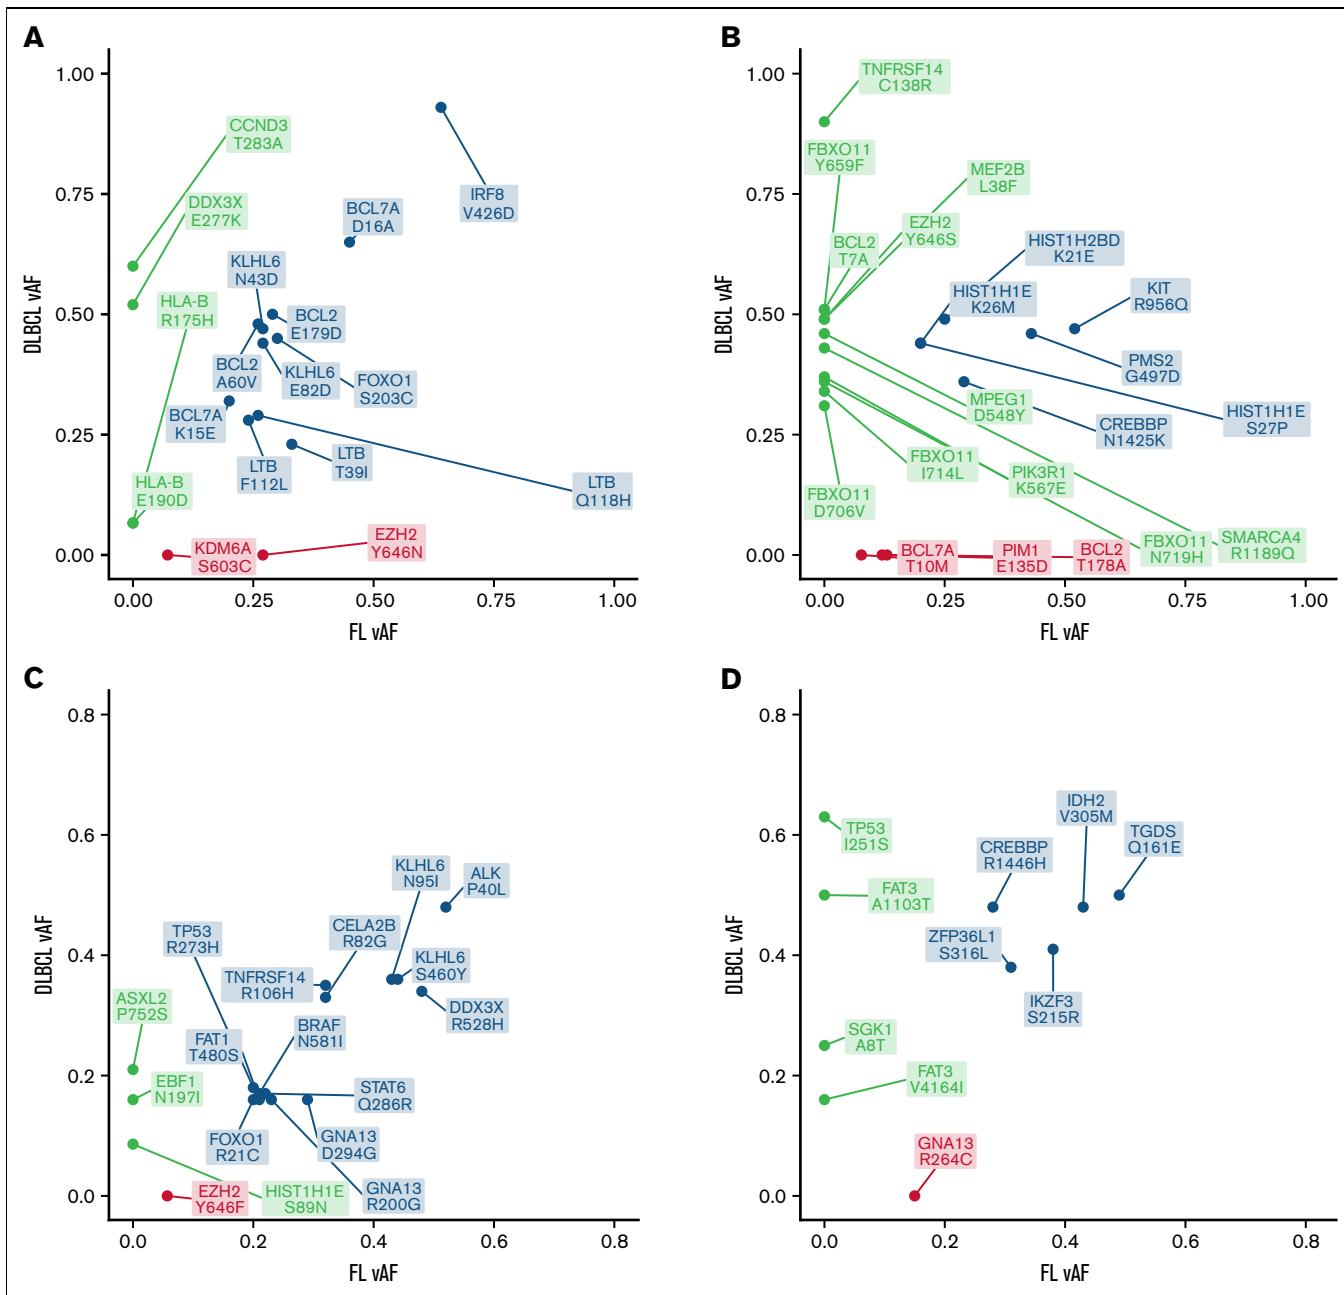 A
1.00
0.75
0.50
0.25
0.00
DLBCL vAF
CCND3
T283A
DDX3X
E277K
HLA-B
R175H
HLA-B
E190D
IRF8
V426D
BCL7A
D16A
KLHL6
N43D
BCL2
E179D
BCL2
A60V
KLHL6
E82D
FOXO1
S203C
BCL7A
K15E
LTB
F112L
LTB
T39I
LTB
Q118H
KDM6A
S603C
EZH2
Y646N
0.00
0.25
0.50
0.75
1.00
FL vAF
B
1.00
0.75
0.50
0.25
0.00
DLBCL vAF
TNFRSF14
C138R
FBXO11
Y659F
MEF2B
L38F
EZH2
Y646S
BCL2
T7A
HIST1H2BD
K21E
HIST1H1E
K26M
KIT
R956Q
PMS2
G497D
HIST1H1E
S27P
CREBBP
N1425K
MPEG1
D548Y
FBXO11
I714L
PIK3R1
K567E
FBXO11
D706V
FBXO11
N719H
SMARCA4
R1189Q
BCL7A
T10M
PIM1
E135D
BCL2
T178A
0.00
0.25
0.50
0.75
1.00
FL vAF
C
0.8
0.6
0.4
0.2
0.0
DLBCL vAF
KLHL6
N95I
ALK
P40L
TP53
R273H
CELA2B
R82G
TNFRSF14
R106H
KLHL6
S460Y
DDX3X
R528H
ASXL2
P752S
FAT1
T480S
BRAF
N581I
EBF1
N197I
STAT6
Q286R
FOXO1
R21C
GNA13
D294G
GNA13
R200G
EZH2
Y646F
HIST1H1E
S89N
0.0
0.2
0.4
0.6
0.8
FL vAF
D
0.8
0.6
0.4
0.2
0.0
DLBCL vAF
IDH2
V305M
TGDS
Q161E
TP53
I251S
CREBBP
R1446H
FAT3
A1103T
ZFP36L1
S316L
IKZF3
S215R
SGK1
A8T
FAT3
V4164I
GNA13
R264C
0.0
0.2
0.4
0.6
0.8
FL vAF